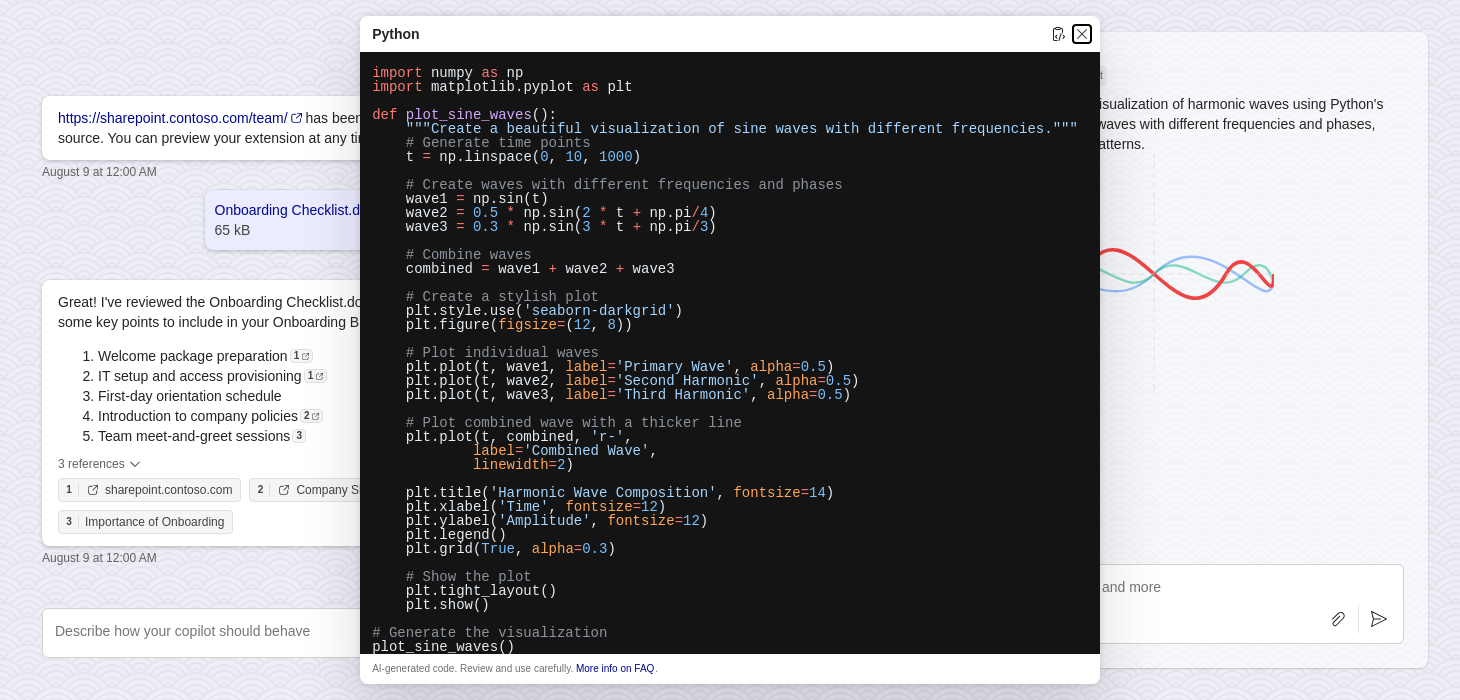 Python
import numpy as np
import matplotlib.pyplot as plt
def plot_sine_waves():
    """Create a beautiful visualization of sine waves with different frequencies."""
    # Generate time points
    t = np.linspace(0, 10, 1000)
    # Create waves with different frequencies and phases
    wave1 = np.sin(t)
    wave2 = 0.5 * np.sin(2 * t + np.pi/4)
    wave3 = 0.3 * np.sin(3 * t + np.pi/3)
    # Combine waves
    combined = wave1 + wave2 + wave3
    # Create a stylish plot
    plt.style.use('seaborn-darkgrid')
    plt.figure(figsize=(12, 8))
    # Plot individual waves
    plt.plot(t, wave1, label='Primary Wave', alpha=0.5)
    plt.plot(t, wave2, label='Second Harmonic', alpha=0.5)
    plt.plot(t, wave3, label='Third Harmonic', alpha=0.5)
    # Plot combined wave with a thicker line
    plt.plot(t, combined, 'r-',
            label='Combined Wave',
            linewidth=2)
    plt.title('Harmonic Wave Composition', fontsize=14)
    plt.xlabel('Time', fontsize=12)
    plt.ylabel('Amplitude', fontsize=12)
    plt.legend()
    plt.grid(True, alpha=0.3)
    # Show the plot
    plt.tight_layout()
    plt.show()
# Generate the visualization
plot_sine_waves()
AI-generated code. Review and use carefully. More info on FAQ.
https://sharepoint.contoso.com/team/ has been
source. You can preview your extension at any
August 9 at 12:00 AM
Onboarding Checklist.d
65 kB
Great! I've reviewed the Onboarding Checklist.do
some key points to include in your Onboarding B
1. Welcome package preparation 1
2. IT setup and access provisioning 1
3. First-day orientation schedule
4. Introduction to company policies 2
5. Team meet-and-greet sessions 3
3 references
1 sharepoint.contoso.com 2 Company S
3 Importance of Onboarding
August 9 at 12:00 AM
Describe how your copilot should behave
isualization of harmonic waves using Python's
waves with different frequencies and phases,
atterns.
and more